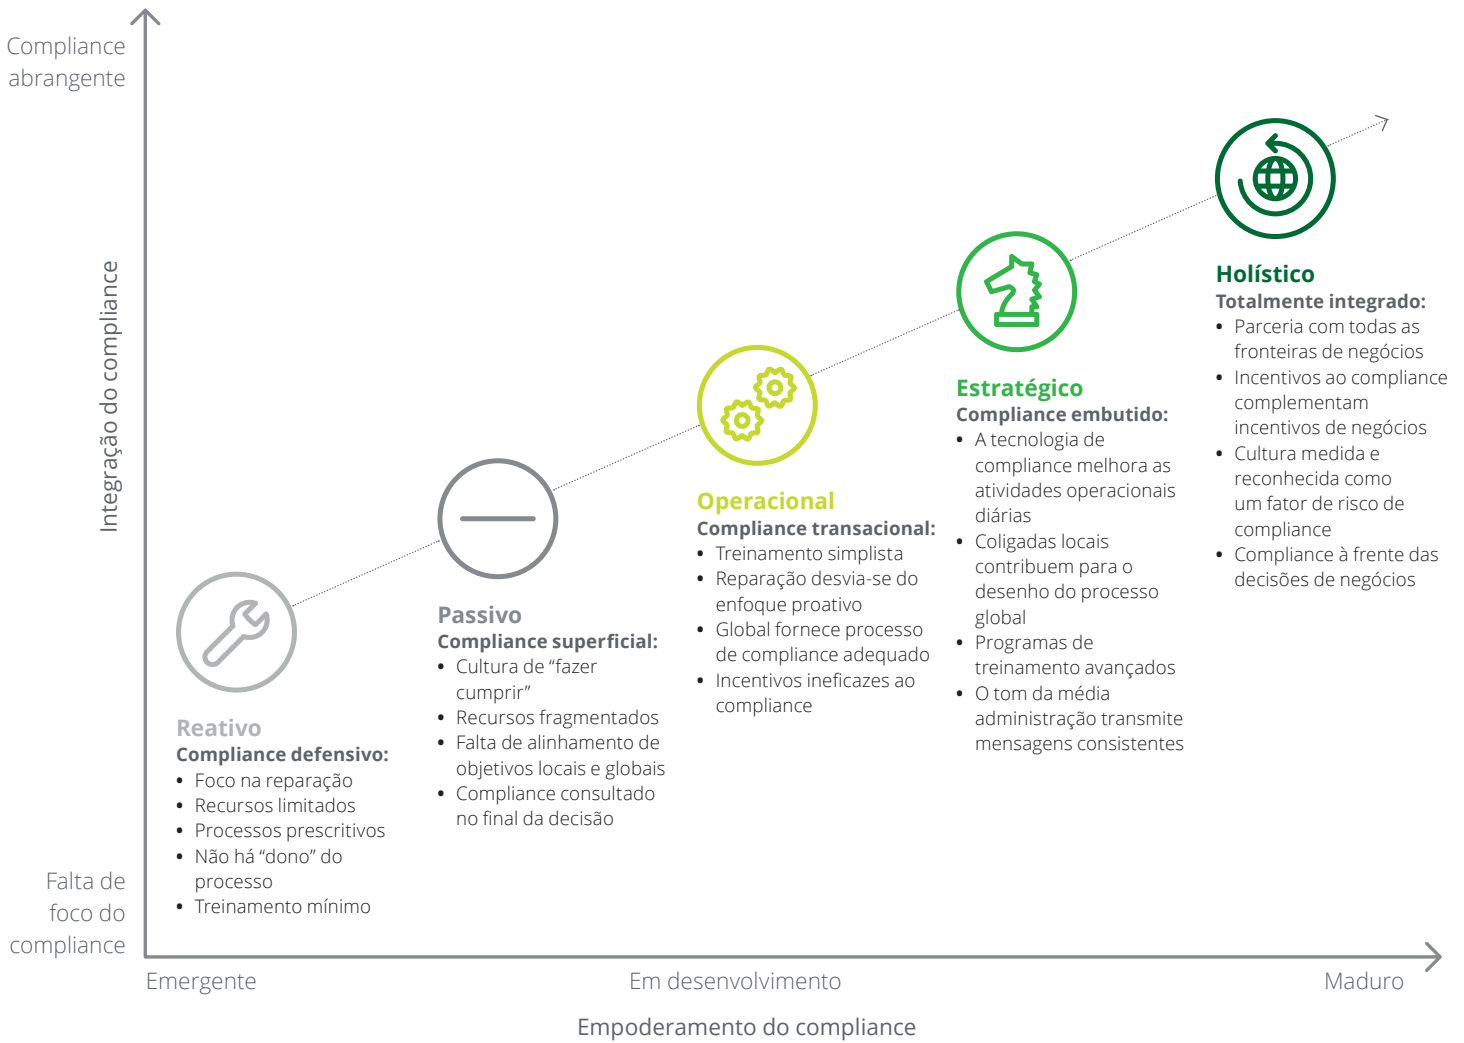 Compliance
abrangente
Integração do compliance
Falta de
foco do
compliance
Reativo
Compliance defensivo:
• Foco na reparação
• Recursos limitados
• Processos prescritivos
• Não há “dono” do
processo
• Treinamento mínimo
Passivo
Compliance superficial:
• Cultura de “fazer
cumprir”
• Recursos fragmentados
• Falta de alinhamento de
objetivos locais e globais
• Compliance consultado
no final da decisão
Operacional
Compliance transacional:
• Treinamento simplista
• Reparação desvia-se do
enfoque proativo
• Global fornece processo
de compliance adequado
• Incentivos ineficazes ao
compliance
Estratégico
Compliance embutido:
• A tecnologia de
compliance melhora as
atividades operacionais
diárias
• Coligadas locais
contribuem para o
desenho do processo
global
• Programas de
treinamento avançados
• O tom da média
administração transmite
mensagens consistentes
Holístico
Totalmente integrado:
• Parceria com todas as
fronteiras de negócios
• Incentivos ao compliance
complementam
incentivos de negócios
• Cultura medida e
reconhecida como
um fator de risco de
compliance
• Compliance à frente das
decisões de negócios
Emergente
Em desenvolvimento
Maduro
Empoderamento do compliance